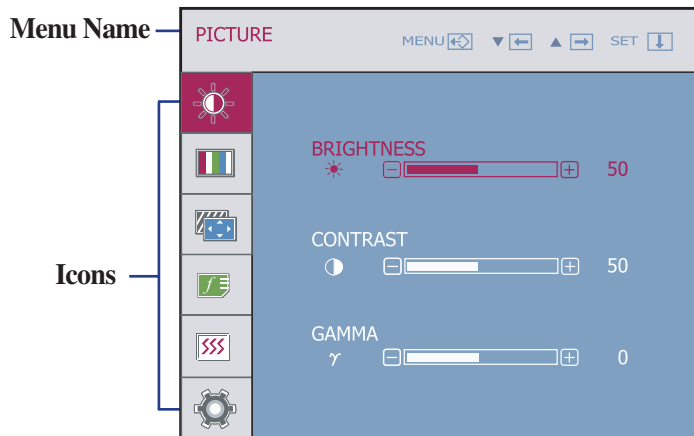 Menu Name
PICTURE MENU ▼ ▲ SET
BRIGHTNESS
50
CONTRAST
50
Icons
GAMMA
γ 0